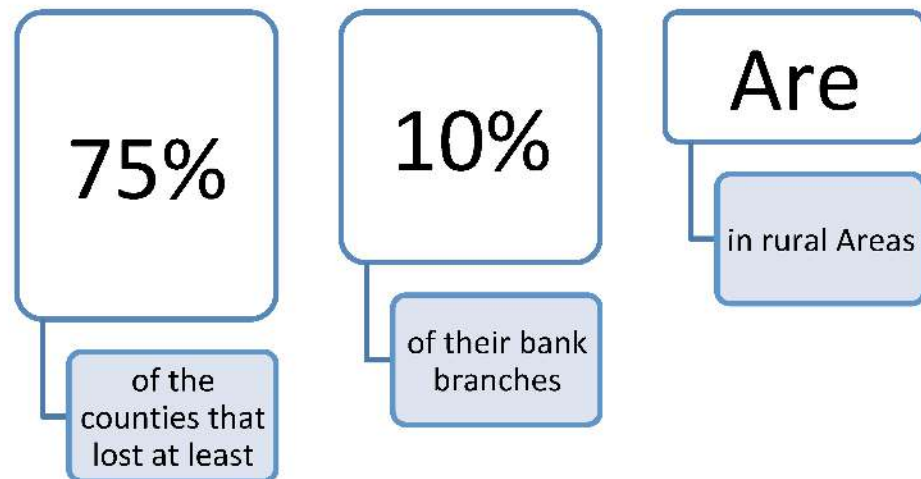 75%
of the
counties that
lost at least
10%
of their bank
branches
Are
in rural Areas